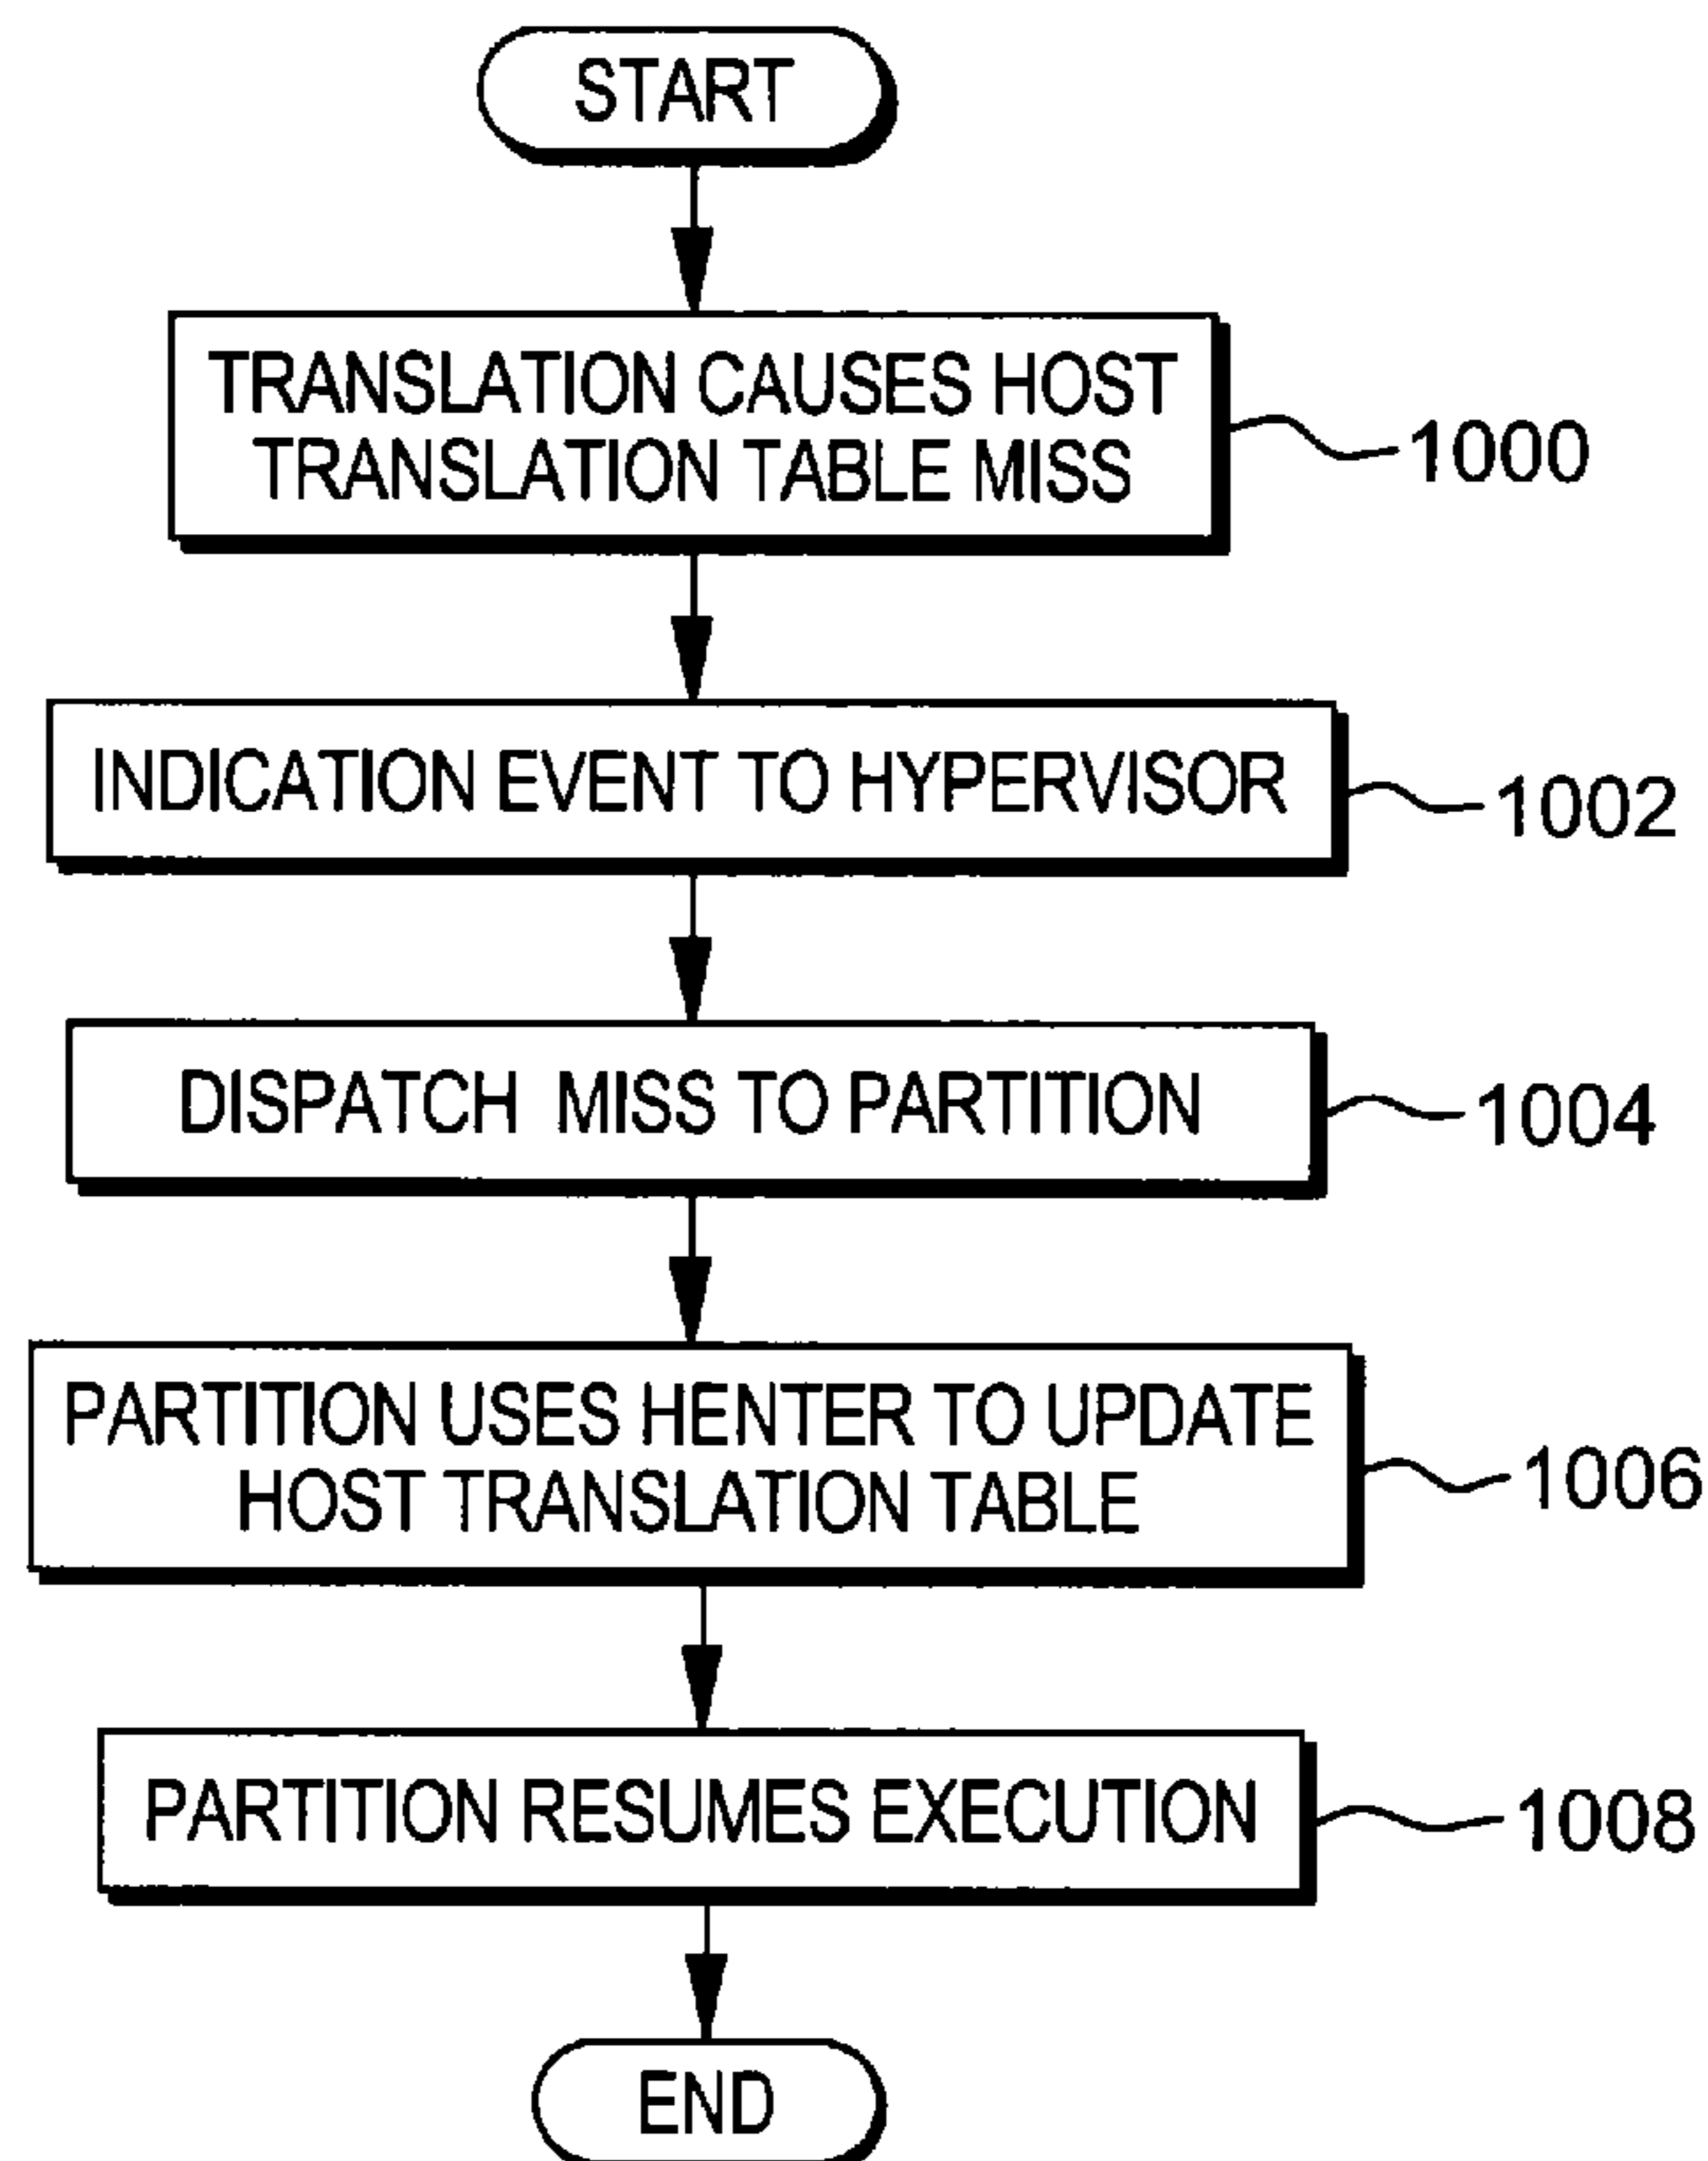 START
TRANSLATION CAUSES HOST
TRANSLATION TABLE MISS
1000
INDICATION EVENT TO HYPERVISOR
1002
DISPATCH MISS TO PARTITION
1004
PARTITION USES HENTER TO UPDATE
HOST TRANSLATION TABLE
1006
PARTITION RESUMES EXECUTION
1008
END